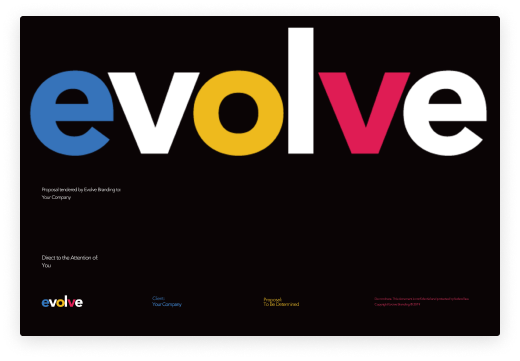 evolve
Proposal tendered by Evolve Branding to:
Your Company
Direct to the Attention of:
You
evolve
Client:
Your Company
Proposal:
To Be Determined